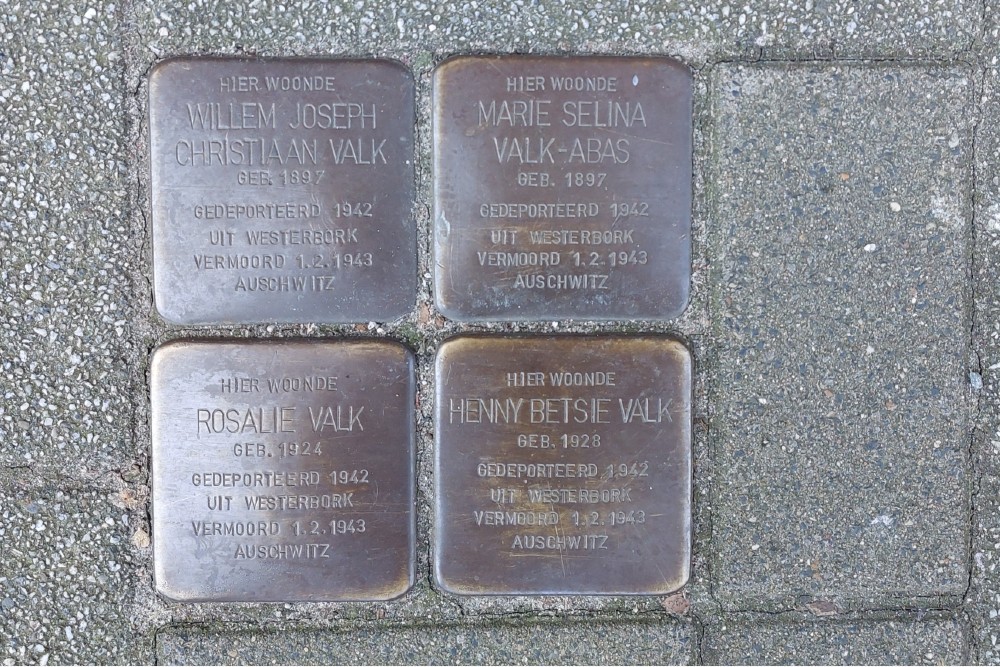 HIER WOONDE
WILLEM JOSEPH
CHRISTIAAN VALK
GEB. 1897
GEDEPORTEERD 1942
UIT WESTERBORK
VERMOORD 1.2.1943
AUSCHWITZ
HIER WOONDE
MARIE SELINA
VALK-ABAS
GEB. 1897
GEDEPORTEERD 1942
UIT WESTERBORK
VERMOORD 1.2.1943
AUSCHWITZ
HIER WOONDE
ROSALIE VALK
GEB. 1924
GEDEPORTEERD 1942
UIT WESTERBORK
VERMOORD 1.2.1943
AUSCHWITZ
HIER WOONDE
HENNY BETSIE VALK
GEB. 1928
GEDEPORTEERD 1942
UIT WESTERBORK
VERMOORD 1.2.1943
AUSCHWITZ